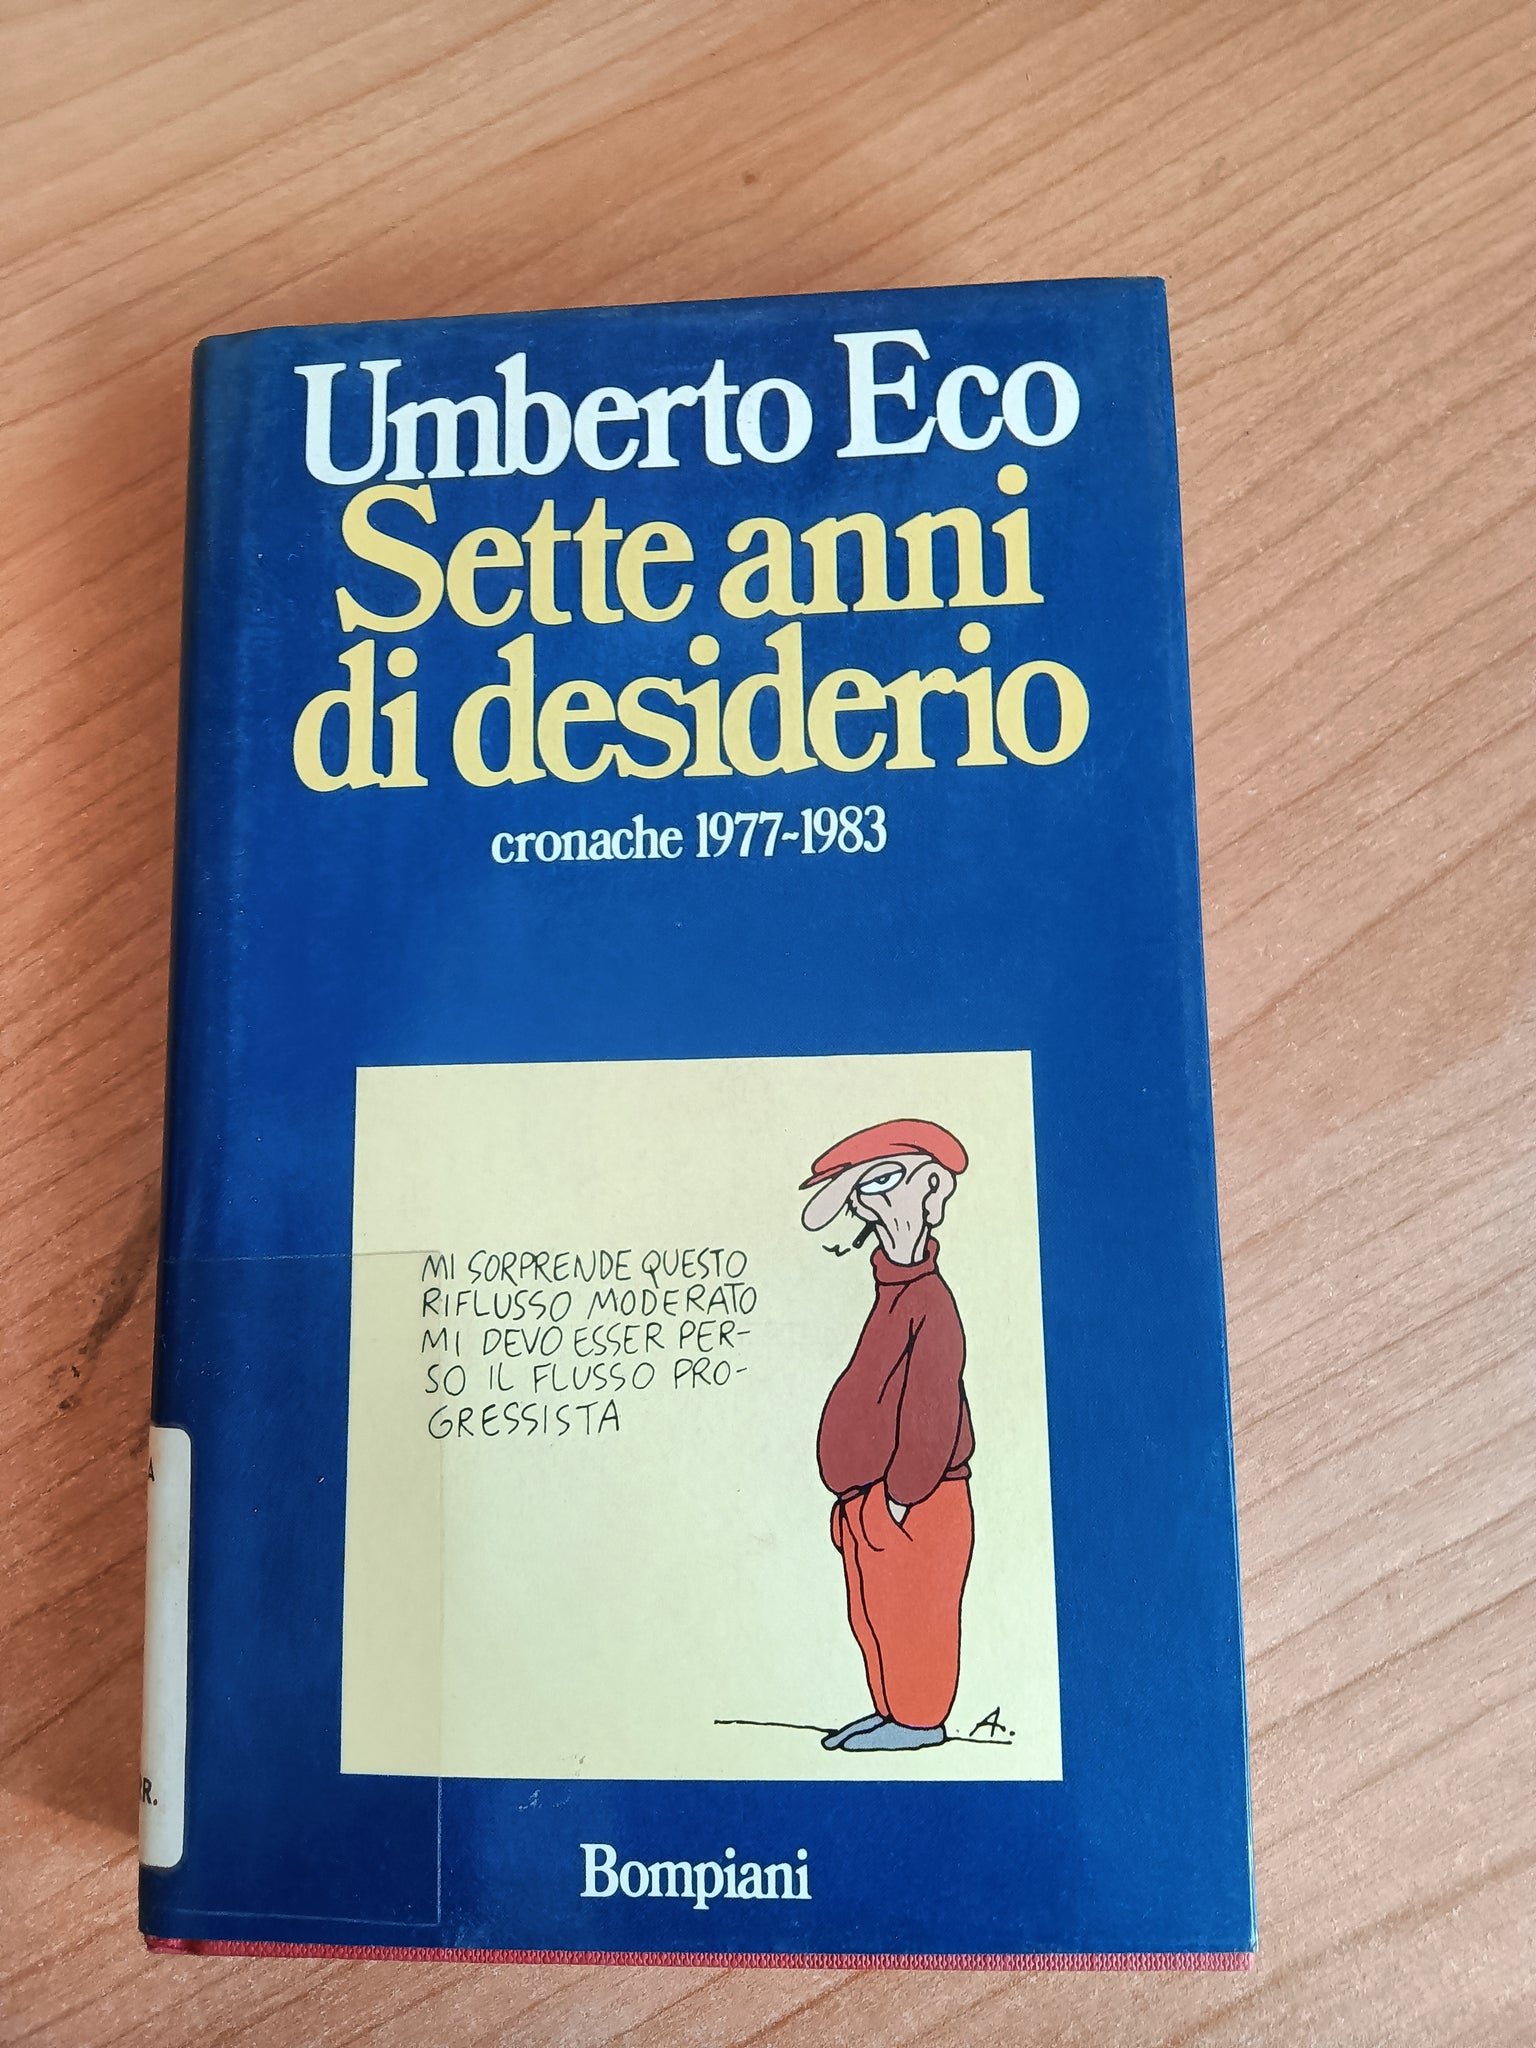 Umberto Eco
Sette anni
di desiderio
cronache 1977-1983
MI SORPRENDE QUESTO
RIFLUSSO MODERATO
MI DEVO ESSER PER-
SO IL FLUSSO PRO-
GRESSISTA
A.
Bompiani
A
R.